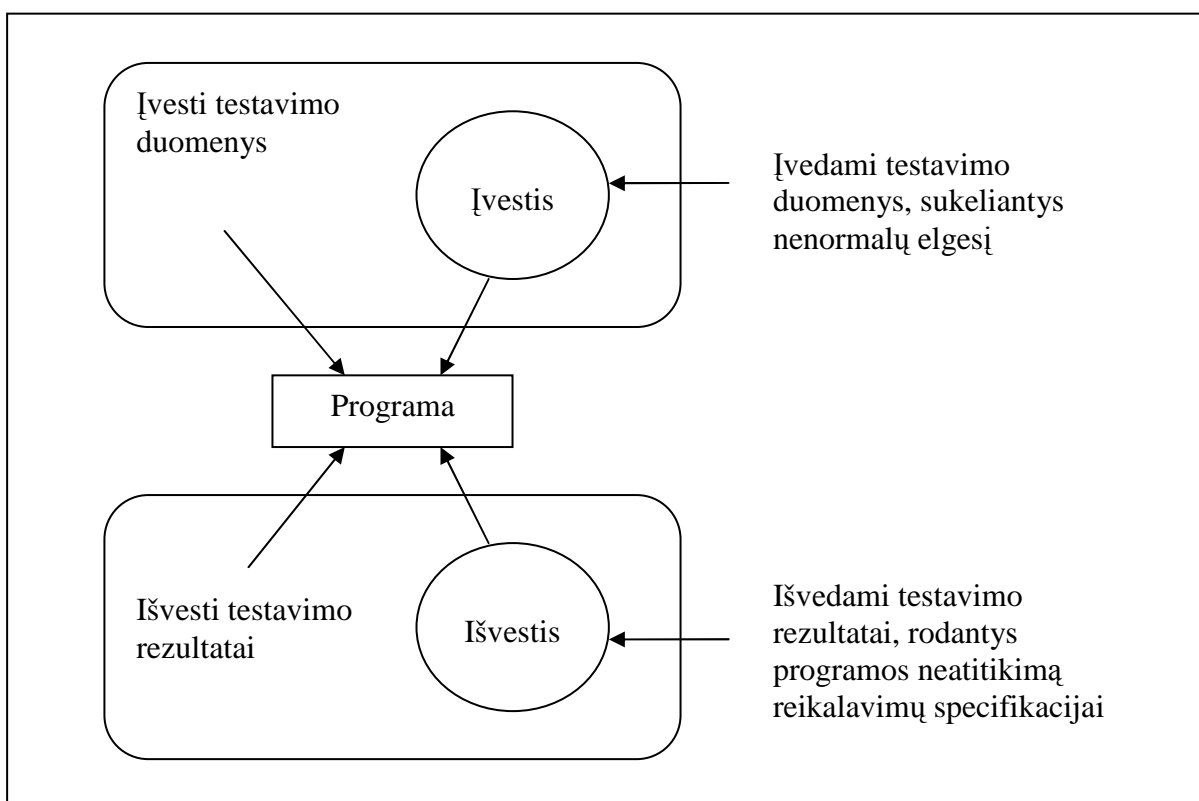 Įvesti testavimo
duomenys
Įvestis
Įvedami testavimo
duomenys, sukeliantys
nenormalų elgesį
Programa
Išvesti testavimo
rezultatai
Išvestis
Išvedami testavimo
rezultatai, rodantys
programos neatitikimą
reikalavimų specifikacijai